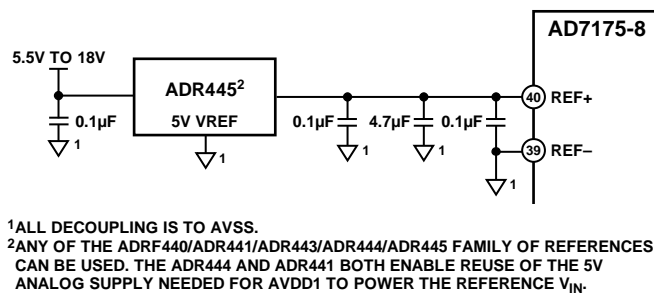 AD7175-8
5.5V TO 18V
ADR445²
5V VREF
0.1µF
1
1
0.1µF
1
4.7µF
1
0.1µF
1
40 REF+
39 REF–
¹ALL DECOUPLING IS TO AVSS.
²ANY OF THE ADRF440/ADR441/ADR443/ADR444/ADR445 FAMILY OF REFERENCES
CAN BE USED. THE ADR444 AND ADR441 BOTH ENABLE REUSE OF THE 5V
ANALOG SUPPLY NEEDED FOR AVDD1 TO POWER THE REFERENCE VIN.